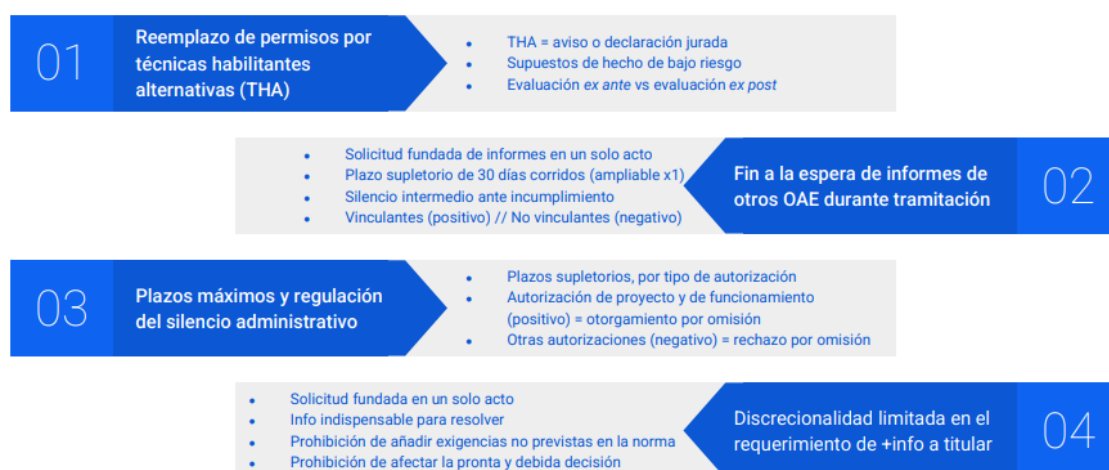 01
Reemplazo de permisos por
técnicas habilitantes
alternativas (THA)
• THA = aviso o declaración jurada
• Supuestos de hecho de bajo riesgo
• Evaluación ex ante vs evaluación ex post
• Solicitud fundada de informes en un solo acto
• Plazo supletorio de 30 días corridos (ampliable x1)
• Silencio intermedio ante incumplimiento
• Vinculantes (positivo) // No vinculantes (negativo)
Fin a la espera de informes de
otros OAE durante tramitación
02
03
Plazos máximos y regulación
del silencio administrativo
• Plazos supletorios, por tipo de autorización
• Autorización de proyecto y de funcionamiento
(positivo) = otorgamiento por omisión
• Otras autorizaciones (negativo) = rechazo por omisión
• Solicitud fundada en un solo acto
• Info indispensable para resolver
• Prohibición de añadir exigencias no previstas en la norma
• Prohibición de afectar la pronta y debida decisión
Discrecionalidad limitada en el
requerimiento de +info a titular
04